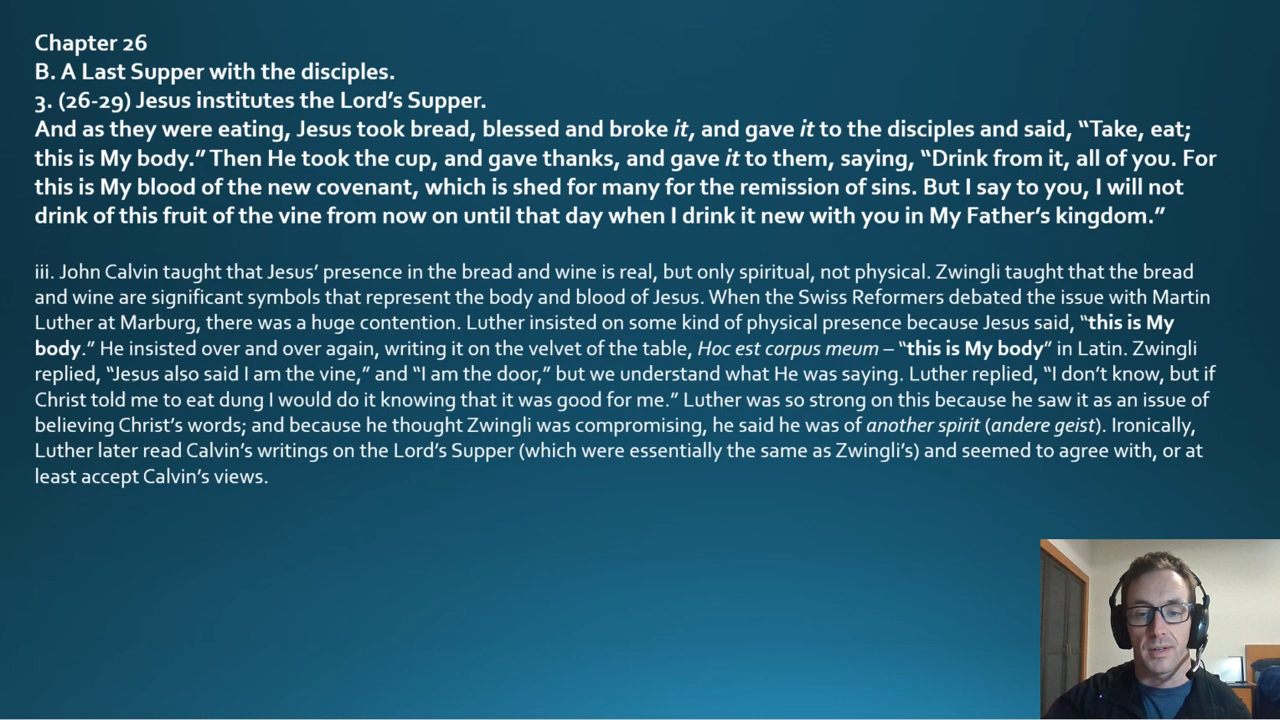 Chapter 26
B. A Last Supper with the disciples.
3. (26-29) Jesus institutes the Lord's Supper.
And as they were eating, Jesus took bread, blessed and broke it, and gave it to the disciples and said, “Take, eat;
this is My body.” Then He took the cup, and gave thanks, and gave it to them, saying, “Drink from it, all of you. For
this is My blood of the new covenant, which is shed for many for the remission of sins. But I say to you, I will not
drink of this fruit of the vine from now on until that day when I drink it new with you in My Father's kingdom.”
iii. John Calvin taught that Jesus' presence in the bread and wine is real, but only spiritual, not physical. Zwingli taught that the bread
and wine are significant symbols that represent the body and blood of Jesus. When the Swiss Reformers debated the issue with Martin
Luther at Marburg, there was a huge contention. Luther insisted on some kind of physical presence because Jesus said, “this is My
body.” He insisted over and over again, writing it on the velvet of the table, Hoc est corpus meum – “this is My body” in Latin. Zwingli
replied, “Jesus also said I am the vine,” and “I am the door,” but we understand what He was saying. Luther replied, “I don't know, but if
Christ told me to eat dung I would do it knowing that it was good for me.” Luther was so strong on this because he saw it as an issue of
believing Christ's words; and because he thought Zwingli was compromising, he said he was of another spirit (andere geist). Ironically,
Luther later read Calvin's writings on the Lord's Supper (which were essentially the same as Zwingli's) and seemed to agree with, or at
least accept Calvin's views.